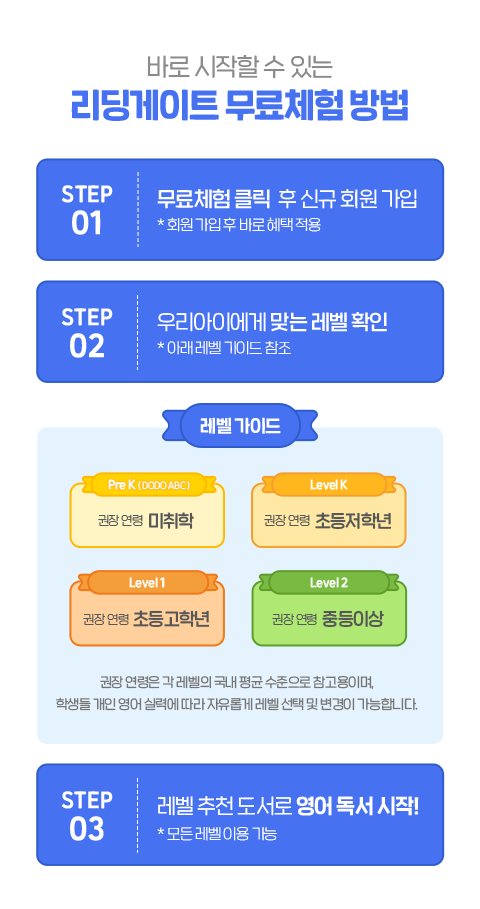 바로 시작할 수 있는
리딩게이트 무료체험 방법
STEP
01
무료체험 클릭 후 신규 회원 가입
* 회원 가입 후 바로 혜택 적용
STEP
02
우리아이에게 맞는 레벨 확인
* 아래 레벨 가이드 참조
레벨 가이드
Pre K (DODO ABC)
권장 연령 미취학
Level K
권장 연령 초등저학년
Level 1
권장 연령 초등고학년
Level 2
권장 연령 중등이상
권장 연령은 각 레벨의 국내 평균 수준으로 참고용이며,
학생들 개인 영어 실력에 따라 자유롭게 레벨 선택 및 변경이 가능합니다.
STEP
03
레벨 추천 도서로 영어 독서 시작!
* 모든 레벨 이용 가능